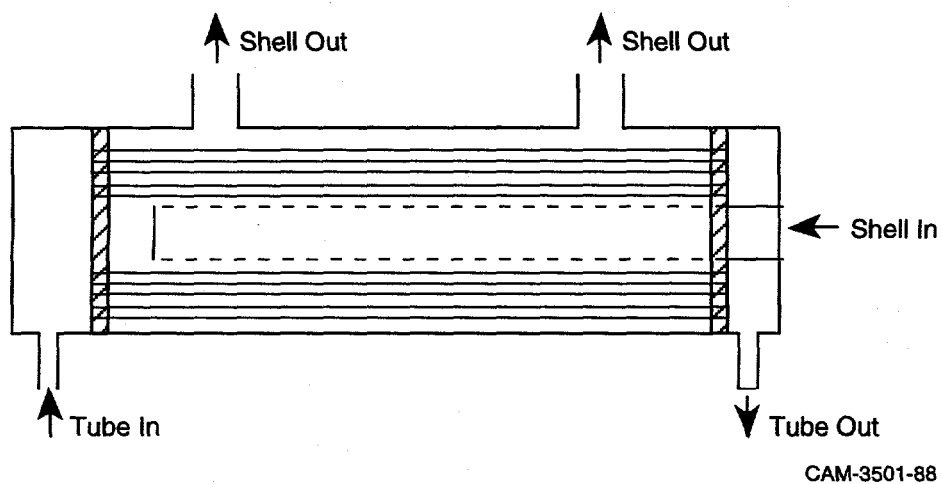 Shell Out
Shell Out
Shell In
Tube In
Tube Out
CAM-3501-88